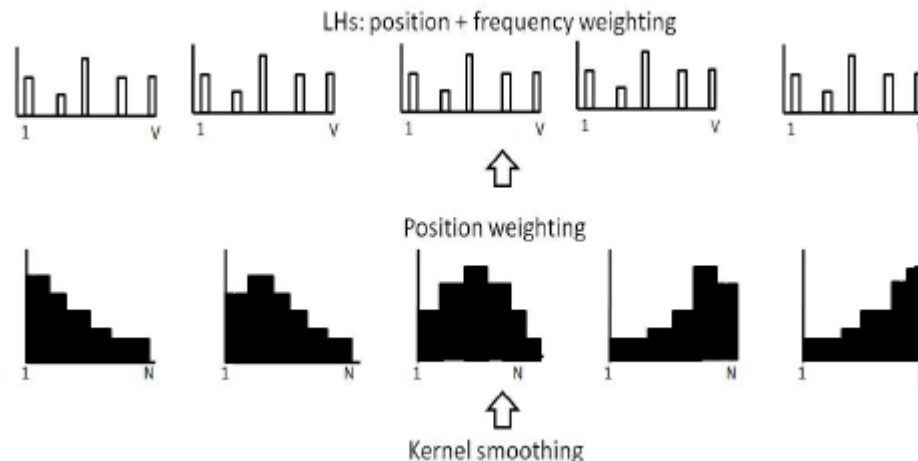 LHs: position + frequency weighting
1 V 1 V 1 V 1 V 1
Position weighting
1 N 1 N 1 N 1 N 1
Kernel smoothing